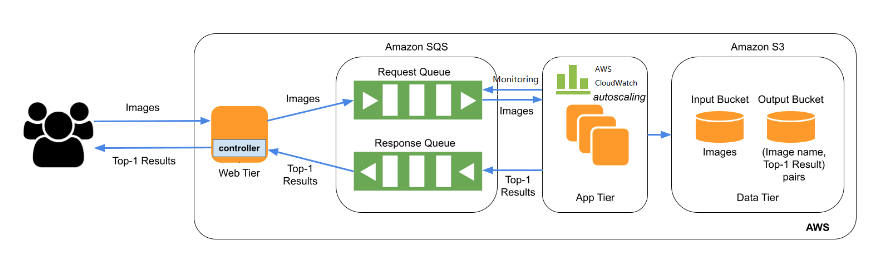 Amazon SQS
Amazon S3
Request Queue
Monitoring
AWS
CloudWatch
autoscaling
Images
Images
Images
Input Bucket
Output Bucket
controller
Response Queue
Images
(Image name,
Top-1 Result)
pairs
Top-1 Results
Web Tier
Top-1
Results
Top-1
Results
App Tier
Data Tier
AWS